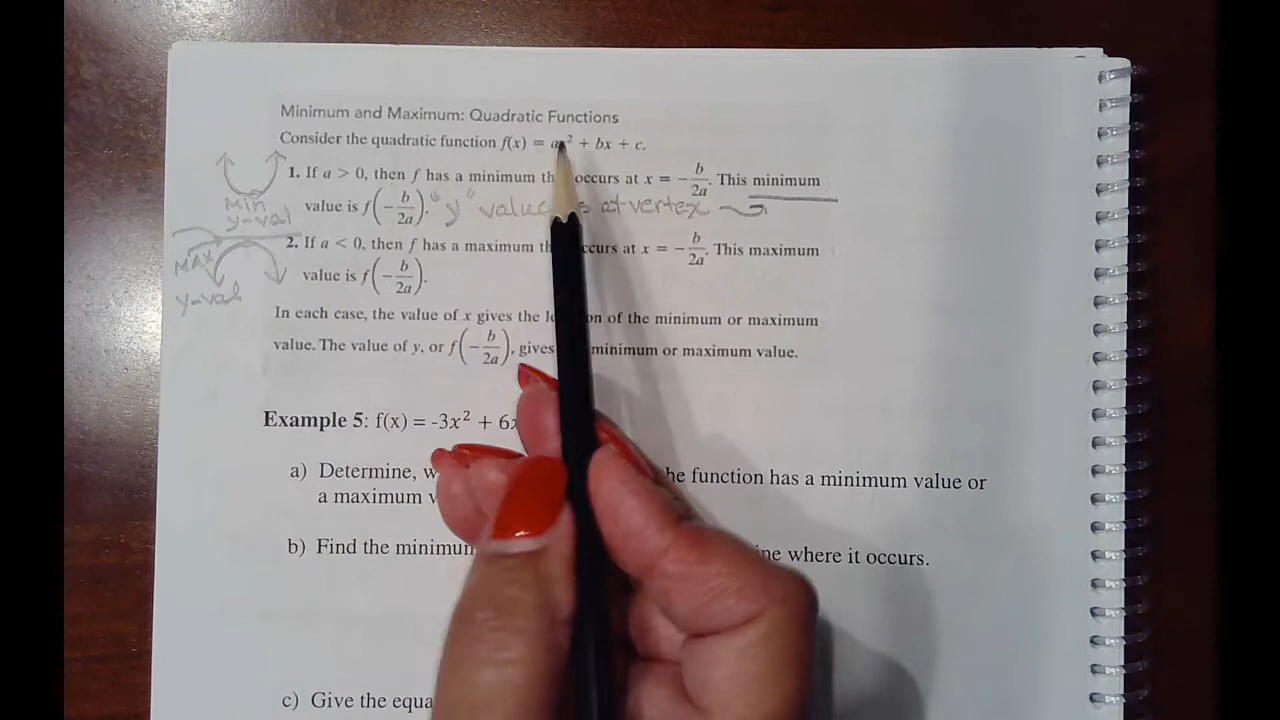 Minimum and Maximum: Quadratic Functions
Consider the quadratic function f(x) = ax² + bx + c.
1. If a > 0, then f has a minimum th occurs at x = -b/2a. This minimum
value is f(-b/2a). "y" value s at vertex
Min
y-val
2. If a < 0, then f has a maximum th ccurs at x = -b/2a. This maximum
value is f(-b/2a).
MAX
y-val
In each case, the value of x gives the lo on of the minimum or maximum
value. The value of y, or f(-b/2a), gives minimum or maximum value.
Example 5: f(x) = -3x² + 6x
a) Determine, w he function has a minimum value or
a maximum v
b) Find the minimum ine where it occurs.
c) Give the equa